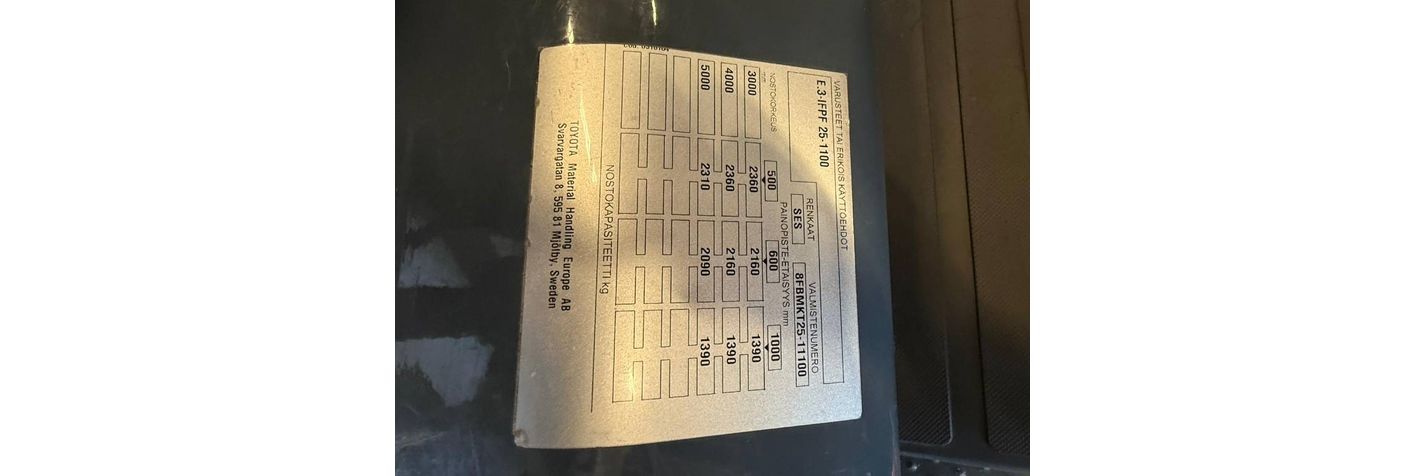 VARUSTEET TAI ERIKOIS KÄYTTÖEHDOT
E.3-IFPF 25-1100
RENKAAT VALMISTENUMERO
SES 8FBMKT25-11100
NOSTOKORKEUS PAINOPISTE-ETÄISYYS mm
mm 500 600 1000
3000 2360 2160 1390
4000 2360 2160 1390
5000 2310 2090 1390
NOSTOKAPASITEETTI kg
TOYOTA Material Handling Europe AB
Svarvargatan 8, 595 81 Mjölby, Sweden